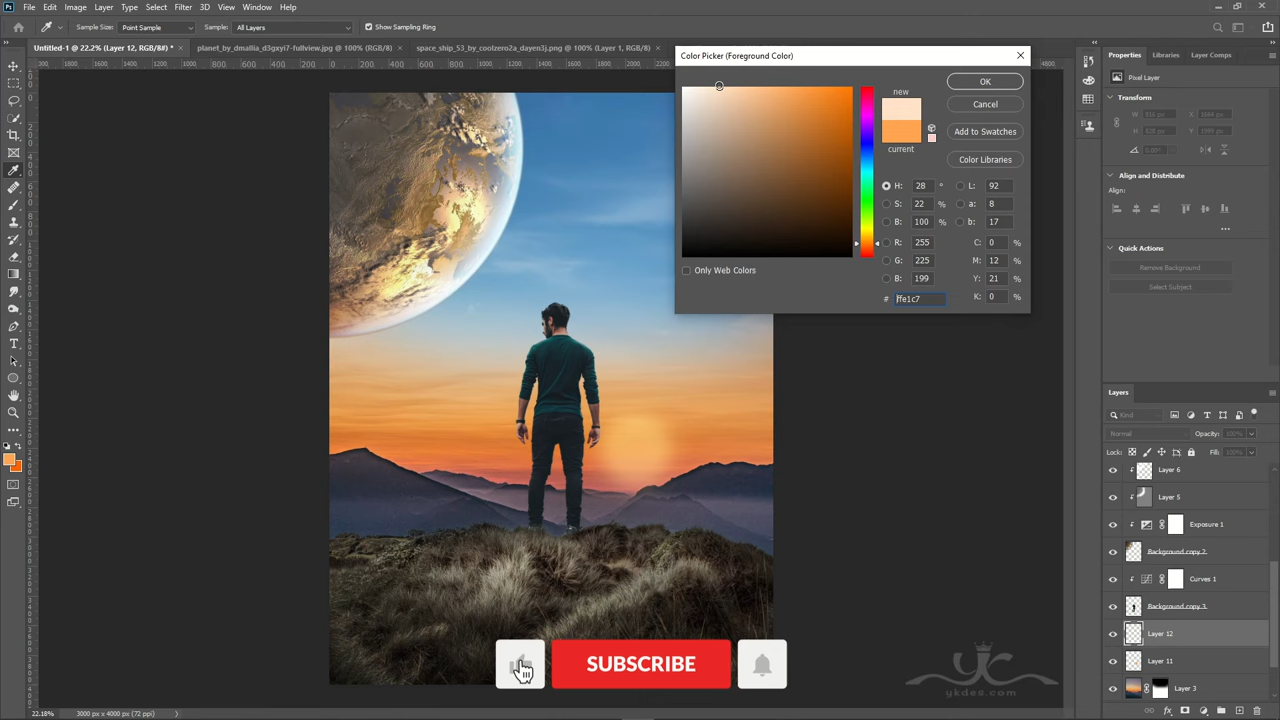 File Edit Image Layer Type Select Filter 3D View Window Help
Sample Size: Point Sample Sample: All Layers Show Sampling Ring
Untitled-1 @ 22.2% (Layer 12, RGB/8#) * × planet_by_dmallia_d3gxyi7-fullview.jpg @ 100% (RGB/8) × space_ship_53_by_coolzero2a_dayen3j.png @ 100% (Layer 1, RGB/8) ×
Color Picker (Foreground Color)
new
current
OK
Cancel
Add to Swatches
Color Libraries
H: 28 °
S: 22 %
B: 100 %
R: 255
G: 225
B: 199
# ffe1c7
L: 92
a: 8
b: 17
C: 0 %
M: 12 %
Y: 21 %
K: 0 %
Only Web Colors
Properties Libraries Layer Comps
Pixel Layer
Transform
Align and Distribute
Align:
Quick Actions
Remove Background
Select Subject
Layers
Kind
Normal Opacity: 100%
Lock: Fill: 100%
Layer 6
Layer 5
Exposure 1
Background copy 2
Curves 1
Background copy 3
Layer 12
Layer 11
Layer 3
SUBSCRIBE
ykdee.com
22.18% 3000 px x 4000 px (72 ppi)